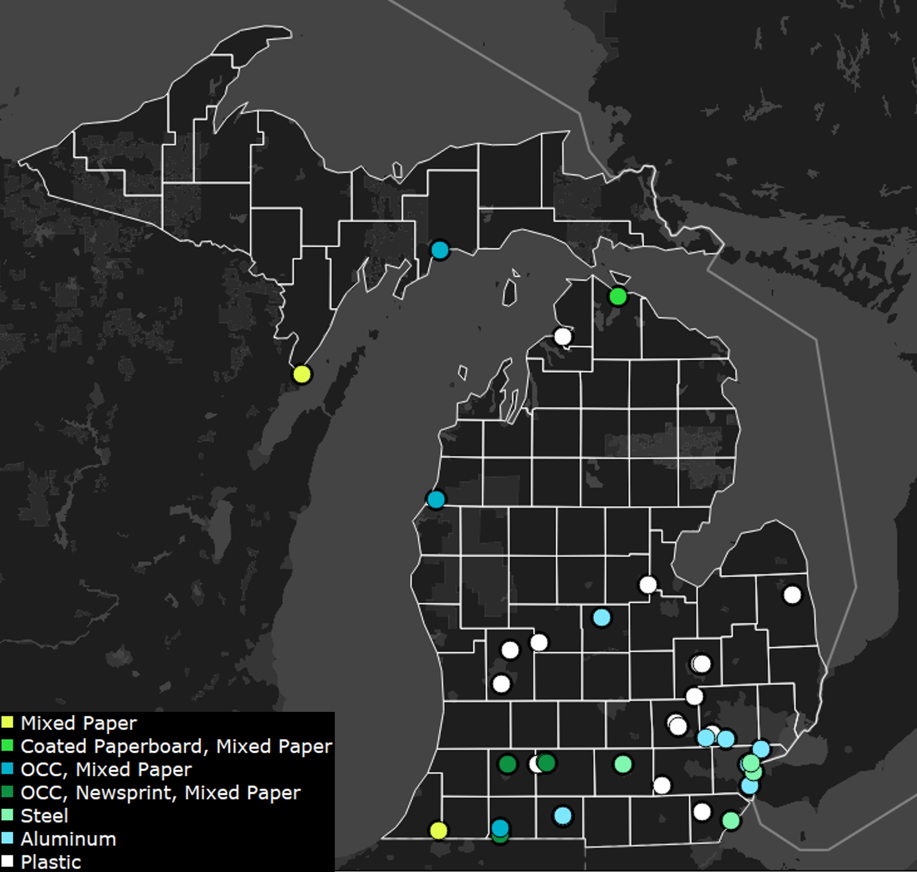 Mixed Paper
Coated Paperboard, Mixed Paper
OCC, Mixed Paper
OCC, Newsprint, Mixed Paper
Steel
Aluminum
Plastic